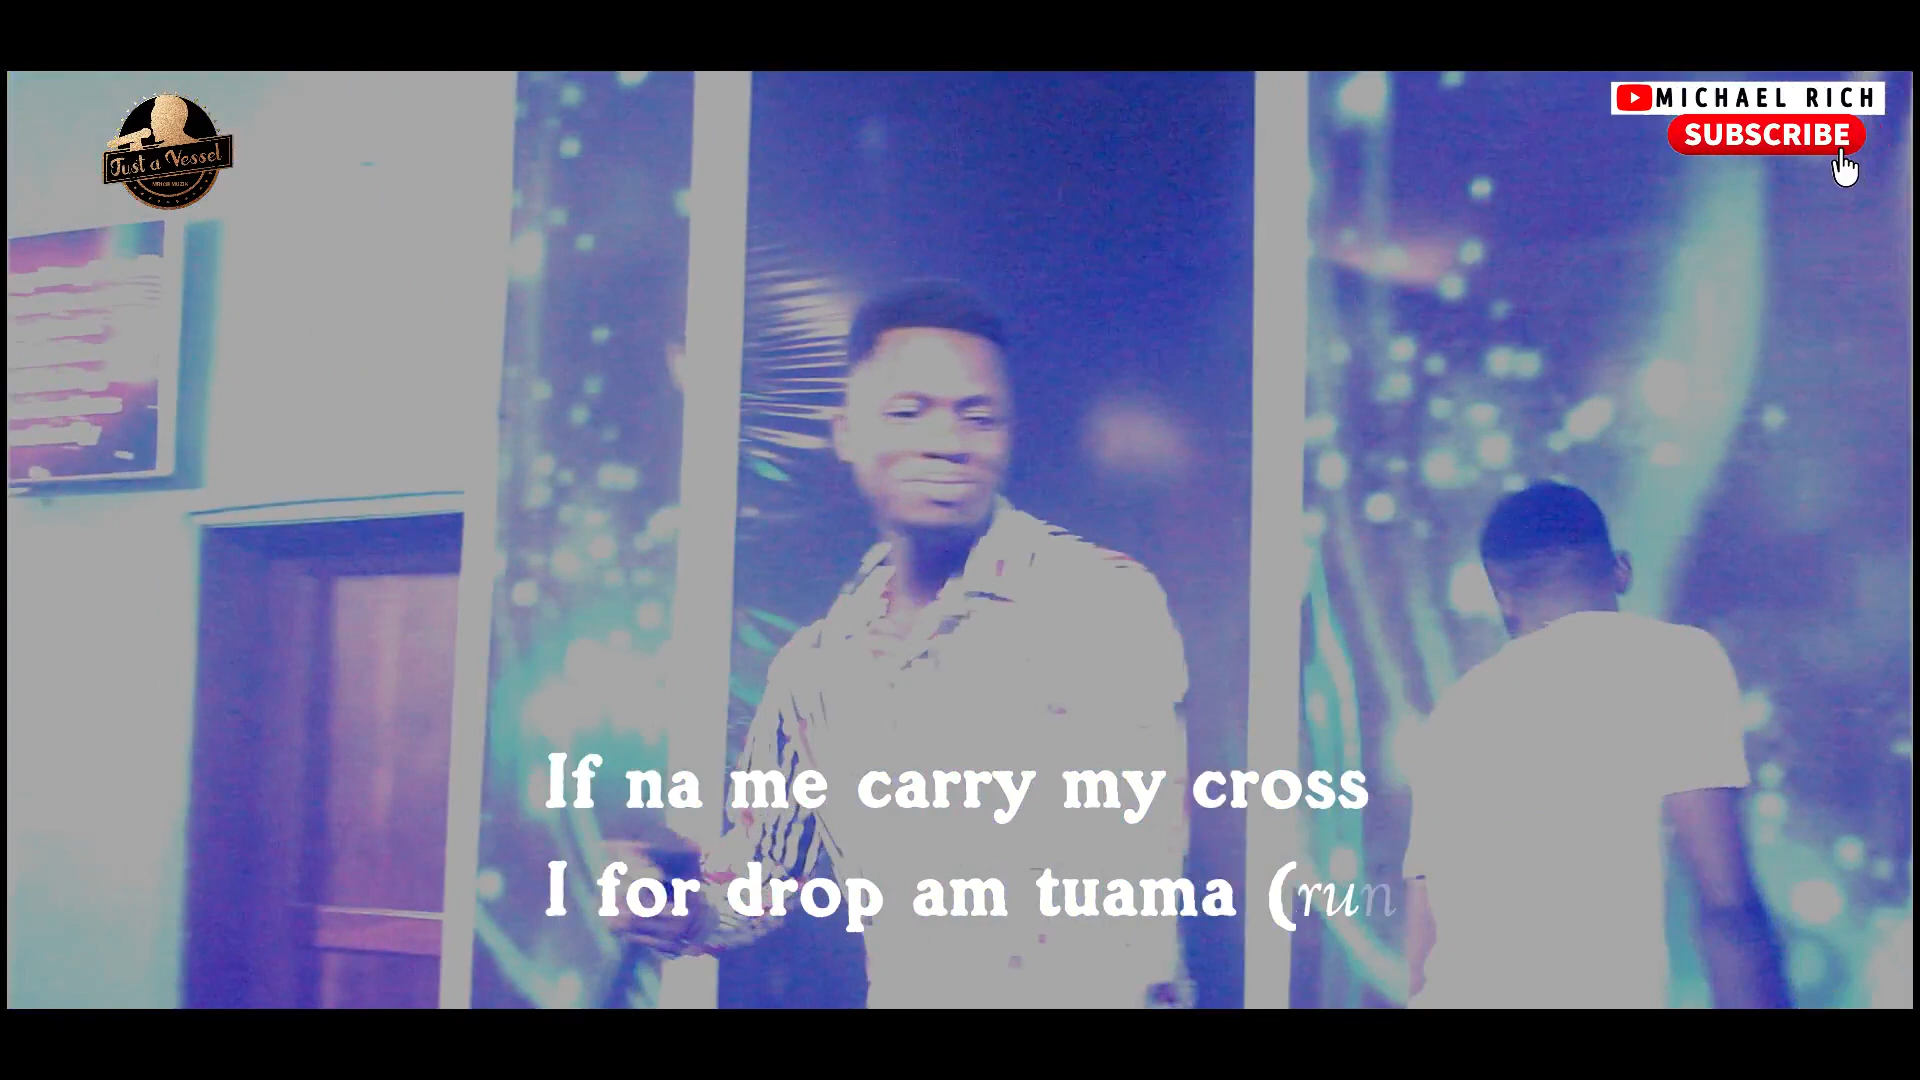 Just a Vessel
MICHAEL RICH
SUBSCRIBE
If na me carry my cross
I for drop am tuama (run